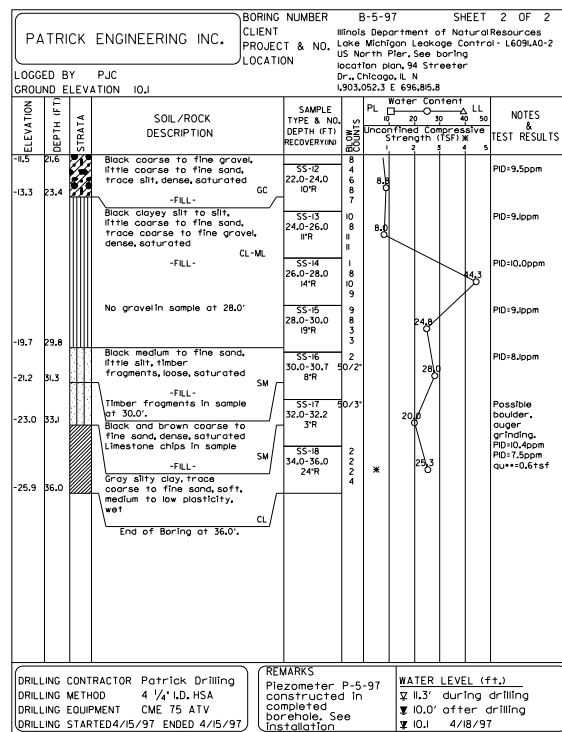 PATRICK ENGINEERING INC.
BORING NUMBER B-5-97 SHEET 2 OF 2
CLIENT Illinois Department of Natural Resources
PROJECT & NO. Lake Michigan Leakage Control - L6091.A0-2
LOCATION US North Pier. See boring
location plan, 94 Streeter
Dr., Chicago, IL N
1,903,052.3 E 696,815.8
LOGGED BY PJC
GROUND ELEVATION 10.1
ELEVATION
DEPTH (FT)
STRATA
SOIL/ROCK
DESCRIPTION
SAMPLE
TYPE & NO.
DEPTH (FT)
RECOVERY(IN)
BLOW
COUNTS
Water Content
PL LL
10 20 30 40 50
Unconfined Compressive
Strength (TSF) ✱
1 2 3 4 5
NOTES
&
TEST RESULTS
-11.5 21.6
Black coarse to fine gravel,
little coarse to fine sand,
trace silt, dense, saturated
GC
-FILL-
8
SS-12
22.0-24.0
10"R
4
6
8
7
8.8
PID=9.5ppm
-13.3 23.4
Black clayey silt to silt,
little coarse to fine sand,
trace coarse to fine gravel,
dense, saturated
CL-ML
-FILL-
SS-13
24.0-26.0
11"R
10
8
11
11
8.0
PID=9.1ppm
SS-14
26.0-28.0
14"R
1
8
10
9
44.3
PID=10.0ppm
No gravel in sample at 28.0'
SS-15
28.0-30.0
19"R
9
8
3
3
24.8
PID=9.1ppm
-19.7 29.8
Black medium to fine sand,
little silt, timber
fragments, loose, saturated
SM
-FILL-
Timber fragments in sample
at 30.0'.
SS-16
30.0-30.7
8"R
2
50/2"
28.0
PID=8.1ppm
-21.2 31.3
SS-17
32.0-32.2
3"R
50/3"
20.0
Possible
boulder,
auger
grinding.
PID=10.4ppm
-23.0 33.1
Black and brown coarse to
fine sand, dense, saturated
Limestone chips in sample
SM
-FILL-
SS-18
34.0-36.0
24"R
2
2
2
4
✱ 25.3
PID=7.5ppm
qu**=0.6tsf
Gray silty clay, trace
coarse to fine sand, soft,
medium to low plasticity,
wet
CL
-25.9 36.0
End of Boring at 36.0'.
DRILLING CONTRACTOR Patrick Drilling
DRILLING METHOD 4 1/4" I.D. HSA
DRILLING EQUIPMENT CME 75 ATV
DRILLING STARTED 4/15/97 ENDED 4/15/97
REMARKS
Piezometer P-5-97
constructed in
completed
borehole. See
installation
WATER LEVEL (ft.)
11.3' during drilling
10.0' after drilling
10.1 4/18/97